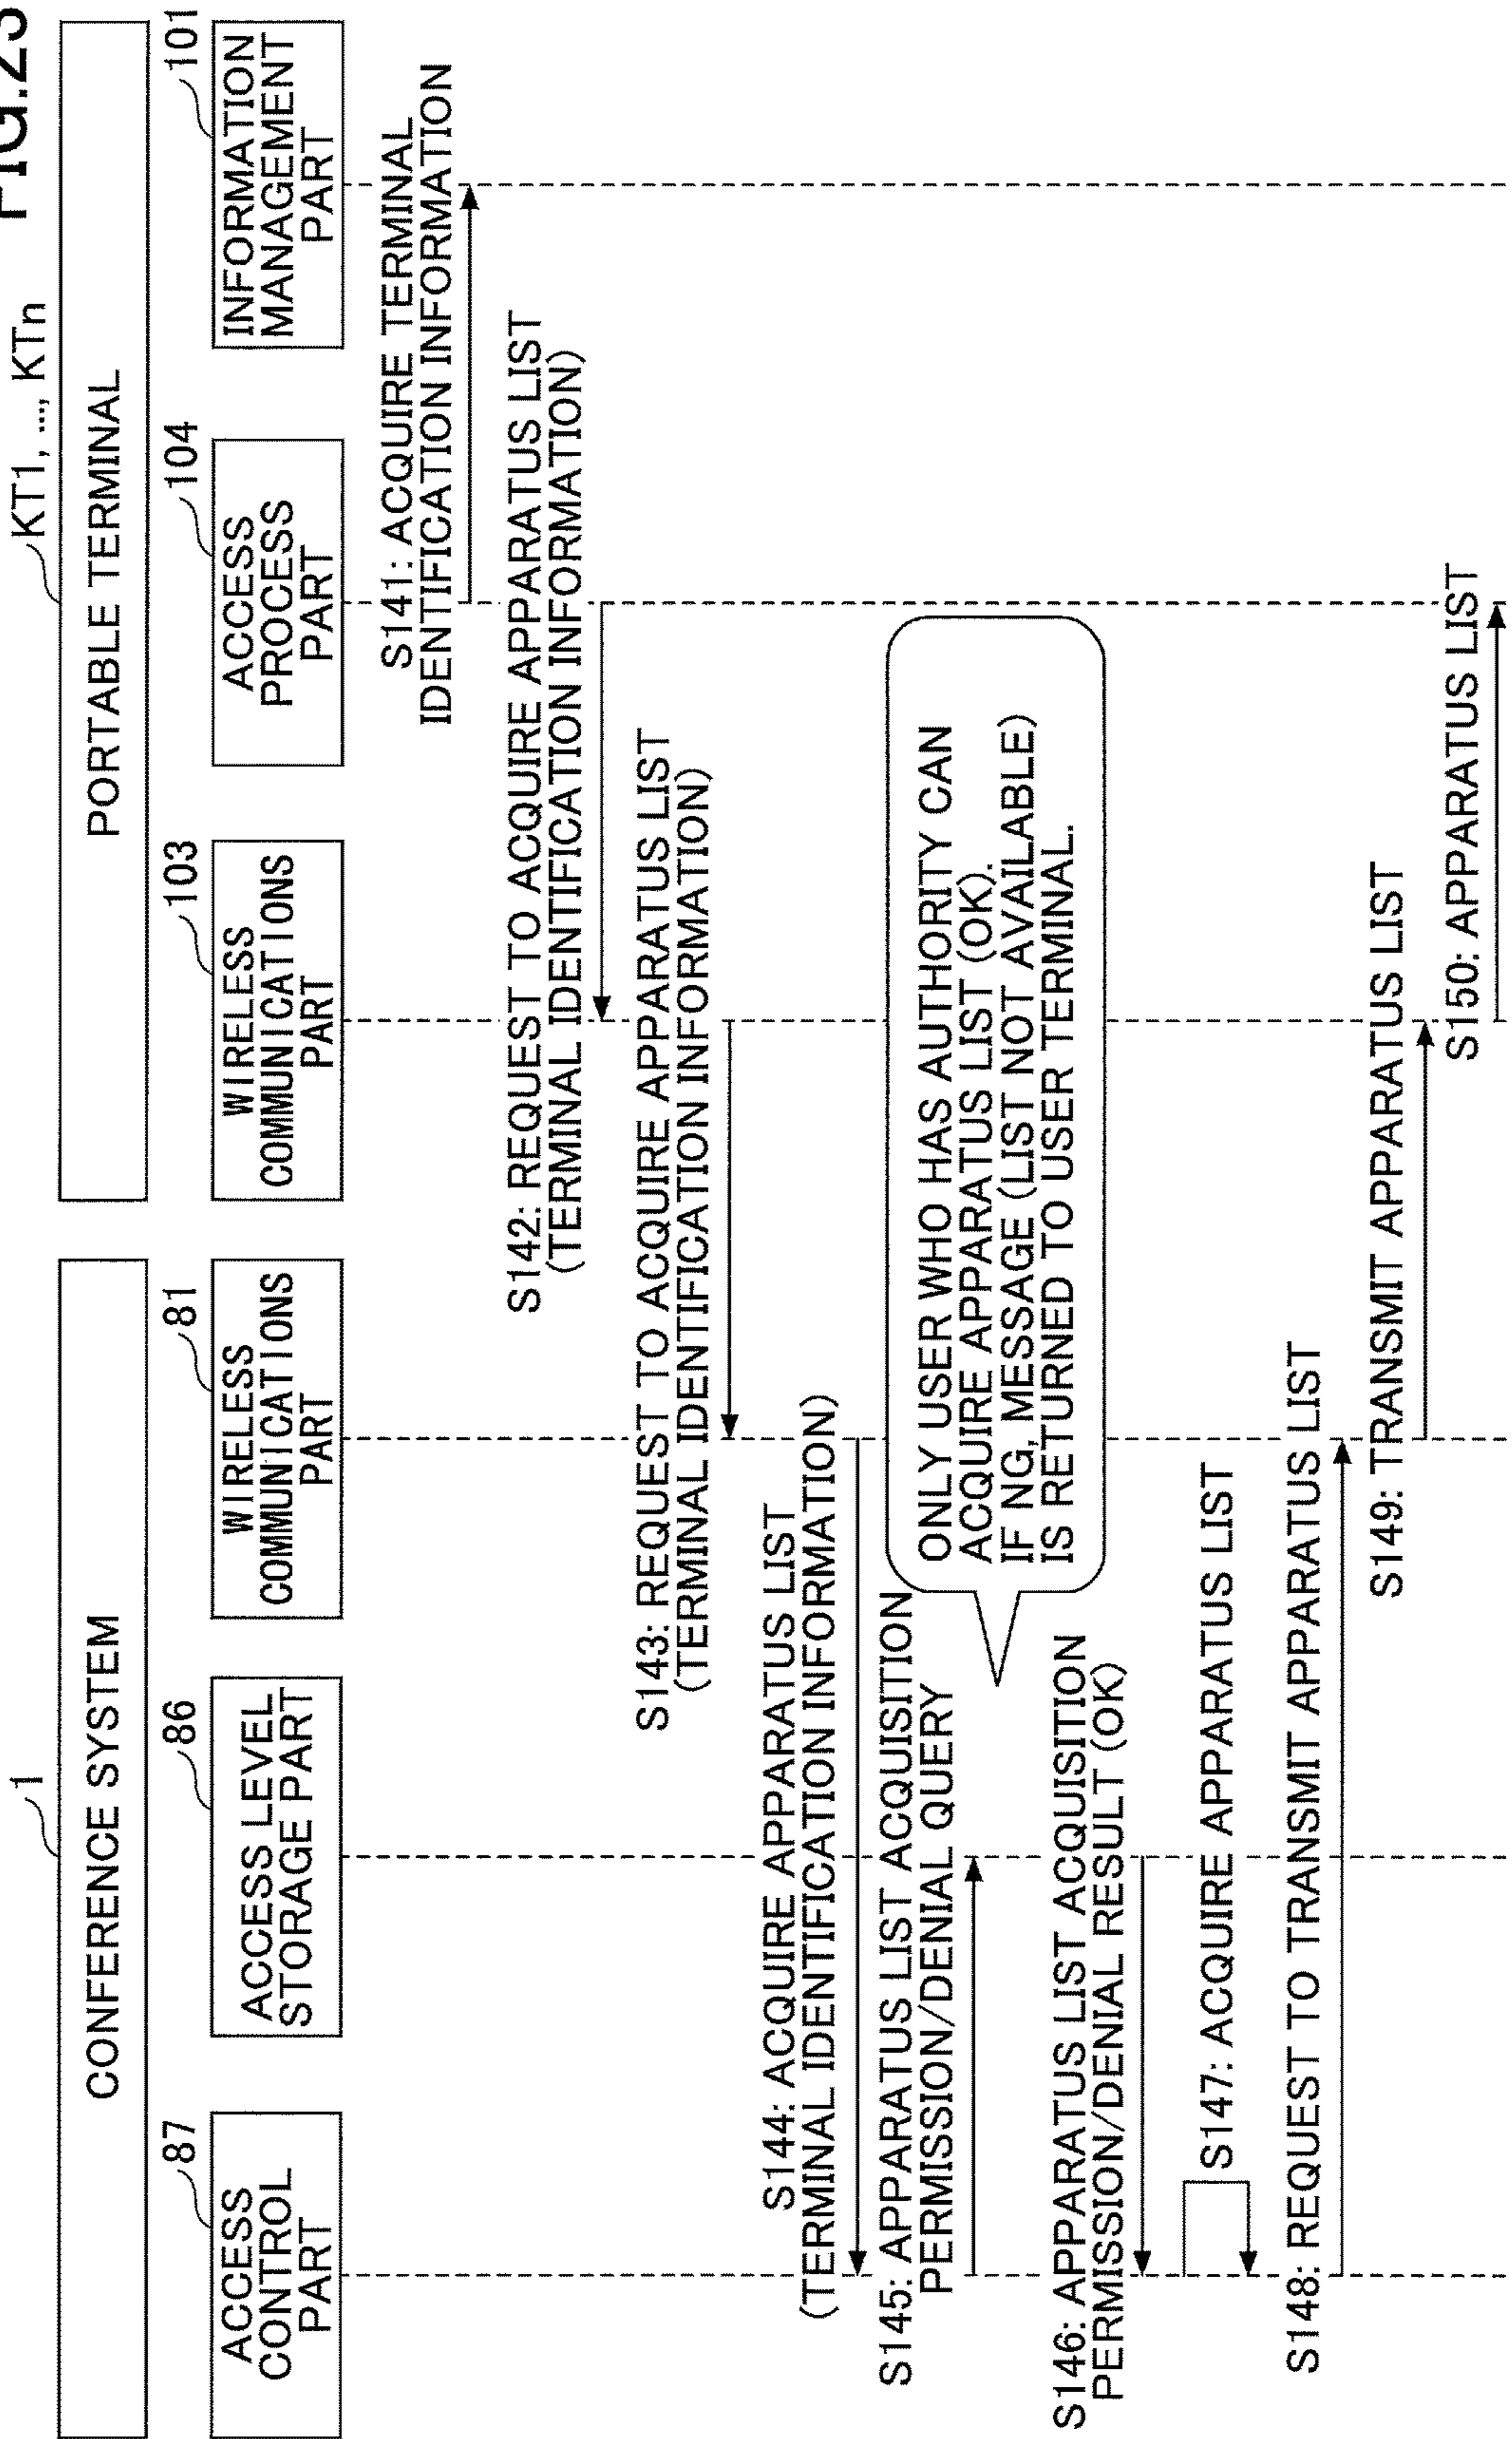 FIG.23
1
CONFERENCE SYSTEM
KT1, ..., KTn
PORTABLE TERMINAL
87
ACCESS
CONTROL
PART
86
ACCESS LEVEL
STORAGE PART
81
WIRELESS
COMMUNICATIONS
PART
103
WIRELESS
COMMUNICATIONS
PART
104
ACCESS
PROCESS
PART
101
INFORMATION
MANAGEMENT
PART
S141: ACQUIRE TERMINAL
IDENTIFICATION INFORMATION
S142: REQUEST TO ACQUIRE APPARATUS LIST
(TERMINAL IDENTIFICATION INFORMATION)
S143: REQUEST TO ACQUIRE APPARATUS LIST
(TERMINAL IDENTIFICATION INFORMATION)
S144: ACQUIRE APPARATUS LIST
(TERMINAL IDENTIFICATION INFORMATION)
S145: APPARATUS LIST ACQUISITION
PERMISSION/DENIAL QUERY
ONLY USER WHO HAS AUTHORITY CAN
ACQUIRE APPARATUS LIST (OK).
IF NG, MESSAGE (LIST NOT AVAILABLE)
IS RETURNED TO USER TERMINAL.
S146: APPARATUS LIST ACQUISITION
PERMISSION/DENIAL RESULT (OK)
S147: ACQUIRE APPARATUS LIST
S148: REQUEST TO TRANSMIT APPARATUS LIST
S149: TRANSMIT APPARATUS LIST
S150: APPARATUS LIST